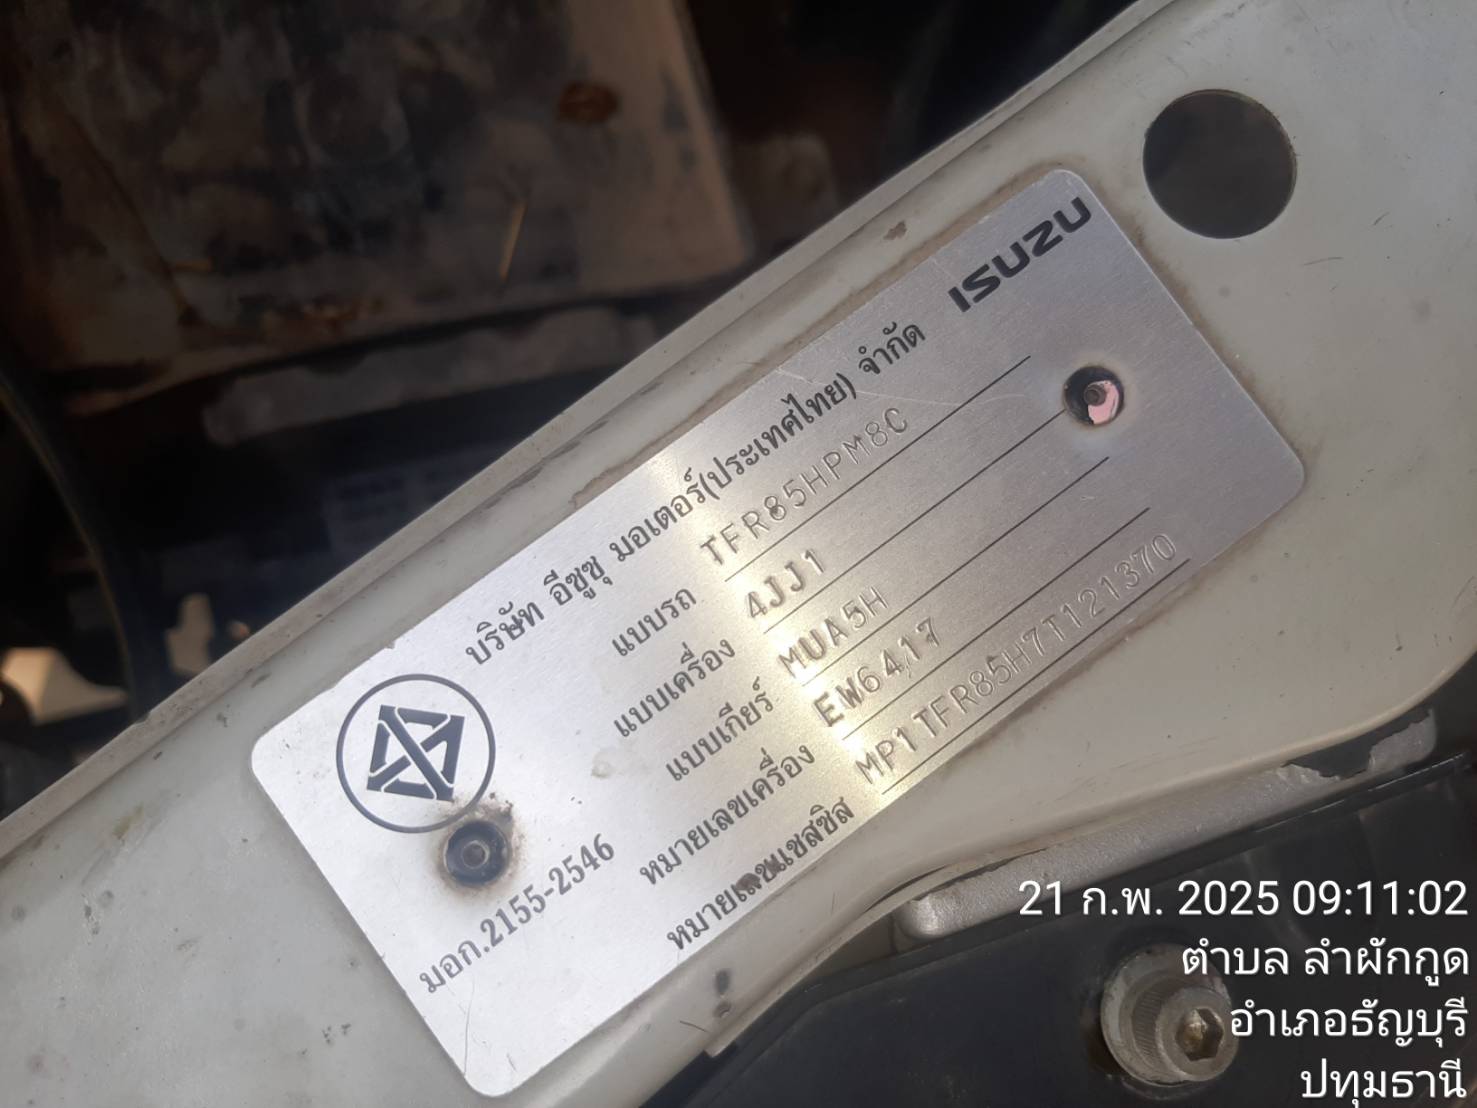 ISUZU
บริษัท อีซูซุ มอเตอร์(ประเทศไทย) จำกัด
แบบรถ TFR85HPM8C
แบบเครื่อง 4JJ1
แบบเกียร์ MUA5H
หมายเลขเครื่อง EW6417
หมายเลขแชสซิส MP1TFR85H7T121370
มอก.2155-2546
21 ก.พ. 2025 09:11:02
ตำบล ลำผักกูด
อำเภอธัญบุรี
ปทุมธานี